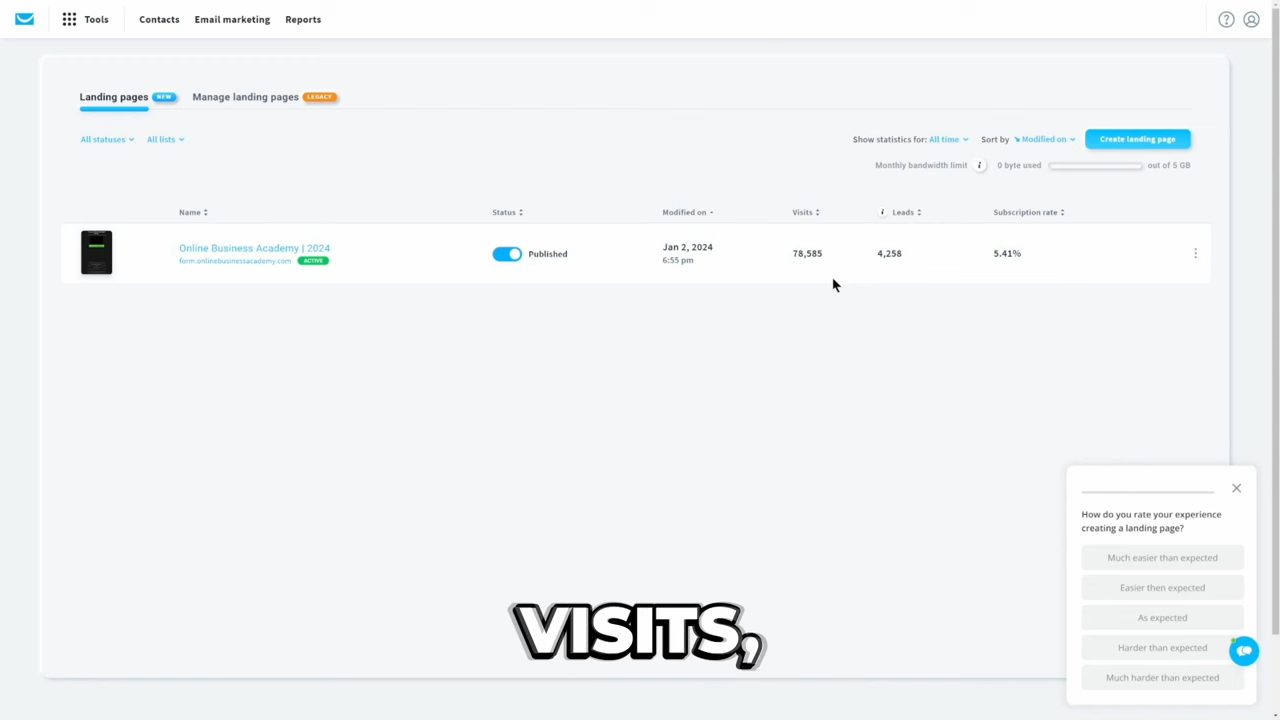 Tools Contacts Email marketing Reports
Landing pages NEW Manage landing pages LEGACY
All statuses All lists Show statistics for: All time Sort by Modified on Create landing page
Monthly bandwidth limit i 0 byte used out of 5 GB
Name Status Modified on Visits i Leads Subscription rate
Online Business Academy | 2024 Published Jan 2, 2024 78,585 4,258 5.41%
form.onlinebusinessacademy.com ACTIVE 6:55 pm
How do you rate your experience
creating a landing page?
Much easier than expected
Easier then expected
As expected
Harder than expected
Much harder than expected
VISITS,